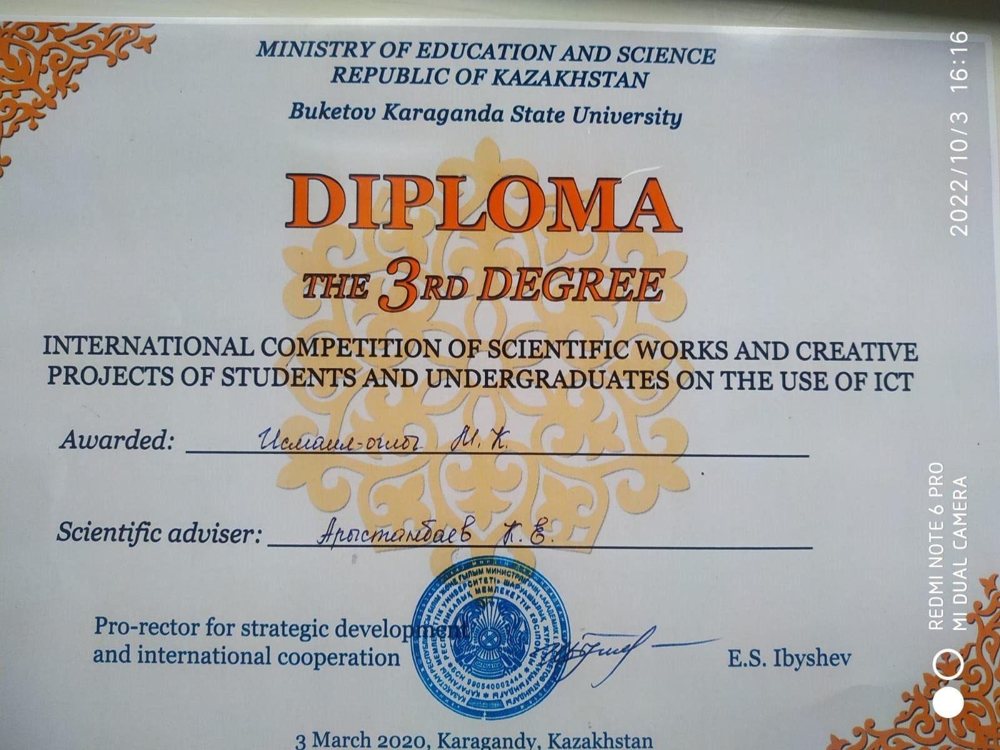 MINISTRY OF EDUCATION AND SCIENCE
REPUBLIC OF KAZAKHSTAN
Buketov Karaganda State University
DIPLOMA
THE 3RD DEGREE
INTERNATIONAL COMPETITION OF SCIENTIFIC WORKS AND CREATIVE
PROJECTS OF STUDENTS AND UNDERGRADUATES ON THE USE OF ICT
Awarded: Исмаил-оглы М.К.
Scientific adviser: Арыстанбаев К.Е.
Pro-rector for strategic development
and international cooperation
E.S. Ibyshev
БСН 990540002444
3 March 2020, Karagandy, Kazakhstan
2022/10/3 16:16
REDMI NOTE 6 PRO
MI DUAL CAMERA